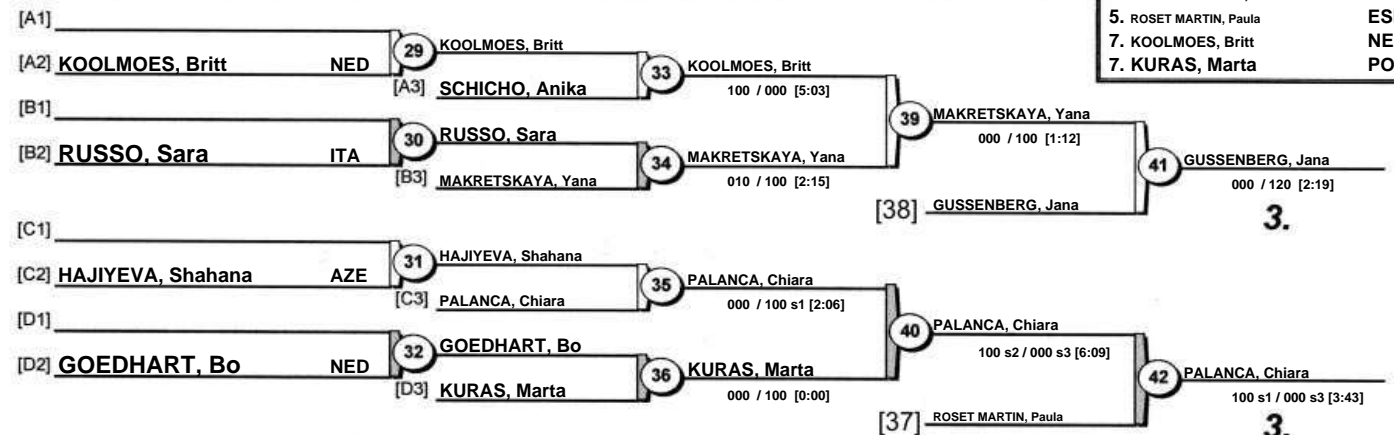 5. ROSET MARTIN, Paula ES
7. KOOLMOES, Britt NE
7. KURAS, Marta PO
[A1]
[A2] KOOLMOES, Britt NED
29
KOOLMOES, Britt
[A3] SCHICHO, Anika
33
KOOLMOES, Britt
100 / 000 [5:03]
[B1]
[B2] RUSSO, Sara ITA
30
RUSSO, Sara
[B3] MAKRETSKAYA, Yana
34
MAKRETSKAYA, Yana
010 / 100 [2:15]
39
MAKRETSKAYA, Yana
000 / 100 [1:12]
[38] GUSSENBERG, Jana
41
GUSSENBERG, Jana
000 / 120 [2:19]
3.
[C1]
[C2] HAJIYEVA, Shahana AZE
31
HAJIYEVA, Shahana
[C3] PALANCA, Chiara
35
PALANCA, Chiara
000 / 100 s1 [2:06]
[D1]
[D2] GOEDHART, Bo NED
32
GOEDHART, Bo
[D3] KURAS, Marta
36
KURAS, Marta
000 / 100 [0:00]
40
PALANCA, Chiara
100 s2 / 000 s3 [6:09]
[37] ROSET MARTIN, Paula
42
PALANCA, Chiara
100 s1 / 000 s3 [3:43]
3.